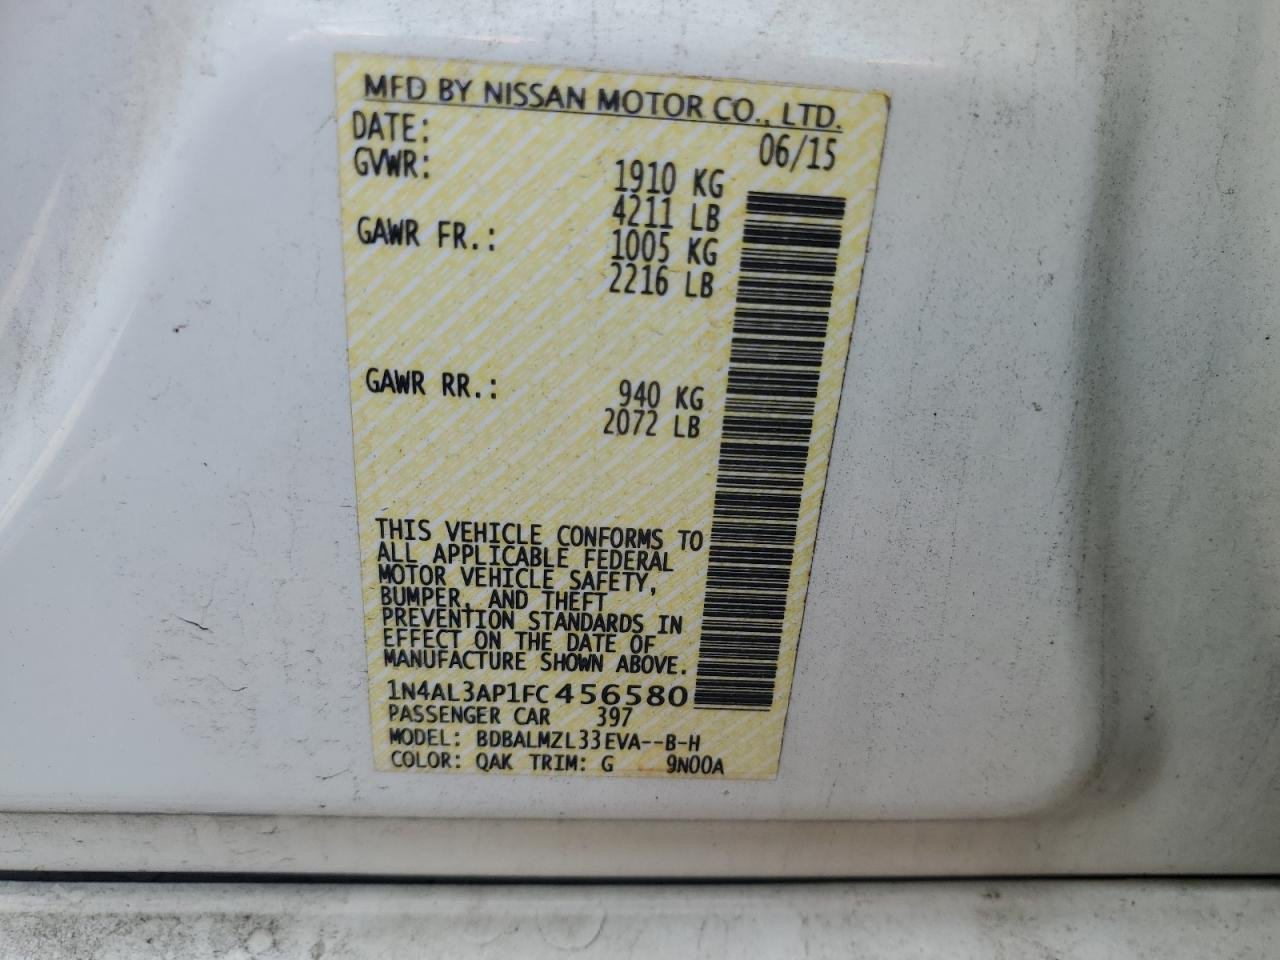 MFD BY NISSAN MOTOR CO., LTD.
DATE: 06/15
GVWR: 1910 KG
4211 LB
GAWR FR.: 1005 KG
2216 LB
GAWR RR.: 940 KG
2072 LB
THIS VEHICLE CONFORMS TO
ALL APPLICABLE FEDERAL
MOTOR VEHICLE SAFETY,
BUMPER, AND THEFT
PREVENTION STANDARDS IN
EFFECT ON THE DATE OF
MANUFACTURE SHOWN ABOVE.
1N4AL3AP1FC456580
PASSENGER CAR 397
MODEL: BDBALMZL33EVA--B-H
COLOR: QAK TRIM: G 9N00A